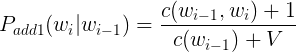 P_{add1}(w_i|w_{i-1}) = \frac{c(w_{i-1}, w_i) + 1}{c(w_{i-1}) + V}